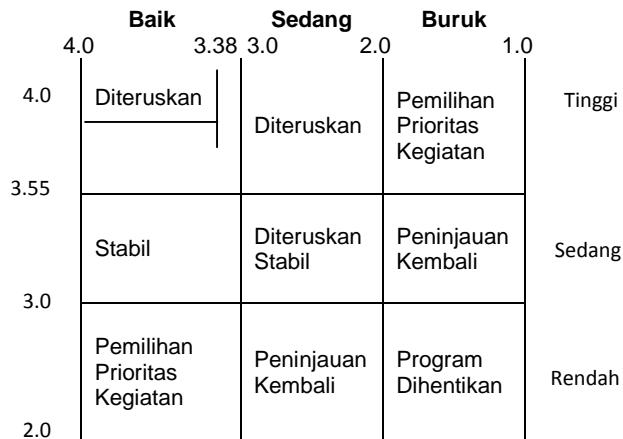 Baik Sedang Buruk
4.0 3.38 3.0 2.0 1.0
4.0
Diteruskan
Diteruskan
Pemilihan
Prioritas
Kegiatan
Tinggi
3.55
Stabil
Diteruskan
Stabil
Peninjauan
Kembali
Sedang
3.0
Pemilihan
Prioritas
Kegiatan
Peninjauan
Kembali
Program
Dihentikan
Rendah
2.0